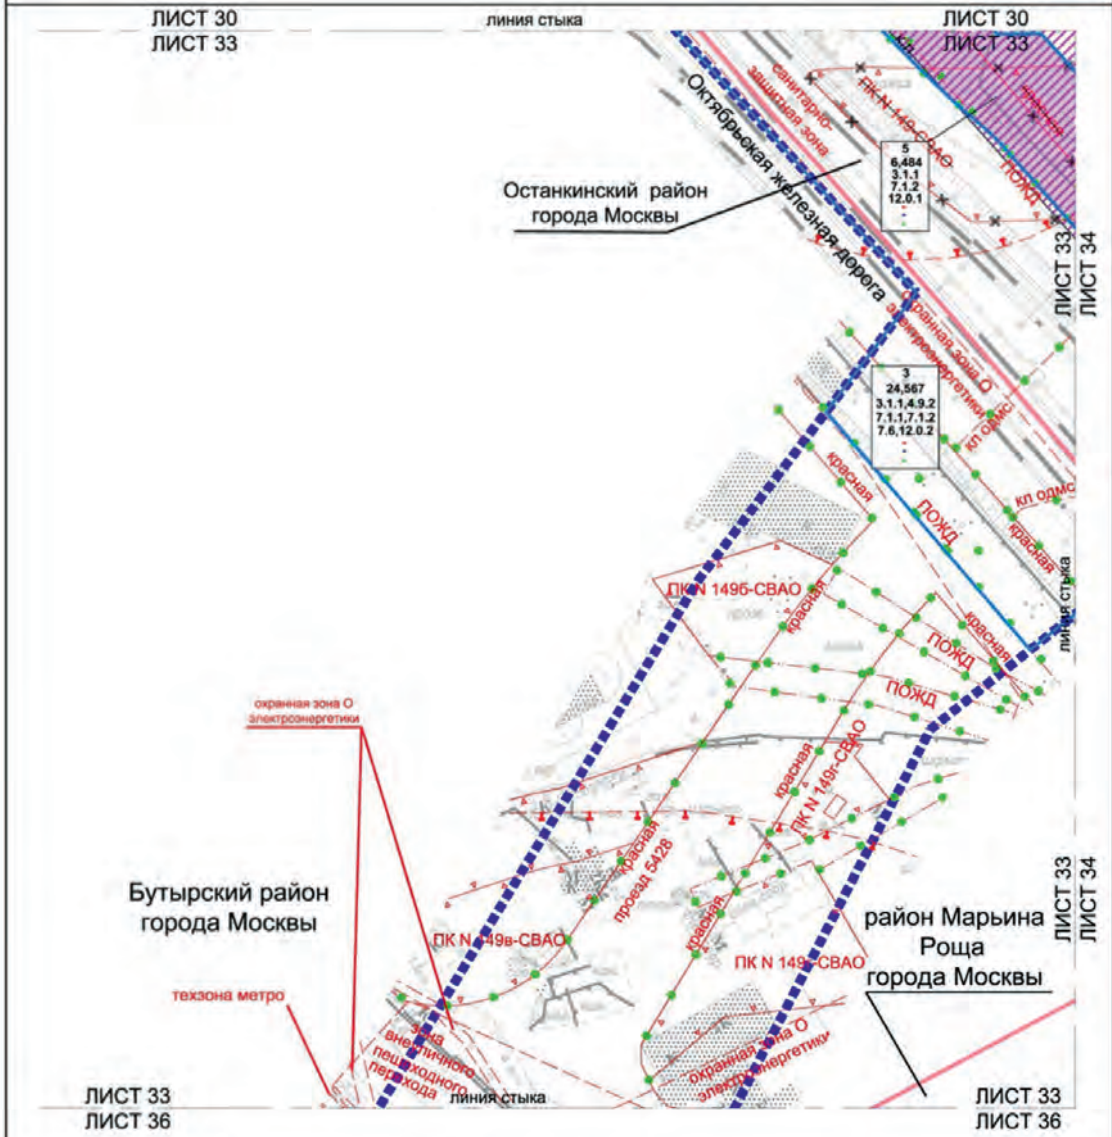 ЛИСТ 30
линия стыка
ЛИСТ 30
ЛИСТ 33
ЛИСТ 33
кл
красная
санитарно-
защитная зона
ПК N 149-СВАО
Октябрьская железная дорога
5
6,484
3.1.1
7.1.2
12.0.1
-
-
-
ПОЖД
Останкинский район
города Москвы
ЛИСТ 33
ЛИСТ 34
охранная зона О
электроэнергетики
3
24,567
3.1.1,4.9.2
7.1.1,7.1.2
7.6,12.0.2
-
-
-
кл одмс
кл одмс
красная
ПОЖД
красная
линия стыка
ПК N 149б-СВАО
красная
красная
ПОЖД
ПОЖД
охранная зона О
электроэнергетики
красная
ПК N 149г-СВАО
красная
проезд 5428
Бутырский район
города Москвы
ПК N 149в-СВАО
красная
ЛИСТ 33
ЛИСТ 34
район Марьина
Роща
города Москвы
техзона метро
зона
внеуличного
пешеходного
перехода
охранная зона О
электроэнергетики
ЛИСТ 33
линия стыка
ЛИСТ 33
ЛИСТ 36
ЛИСТ 36